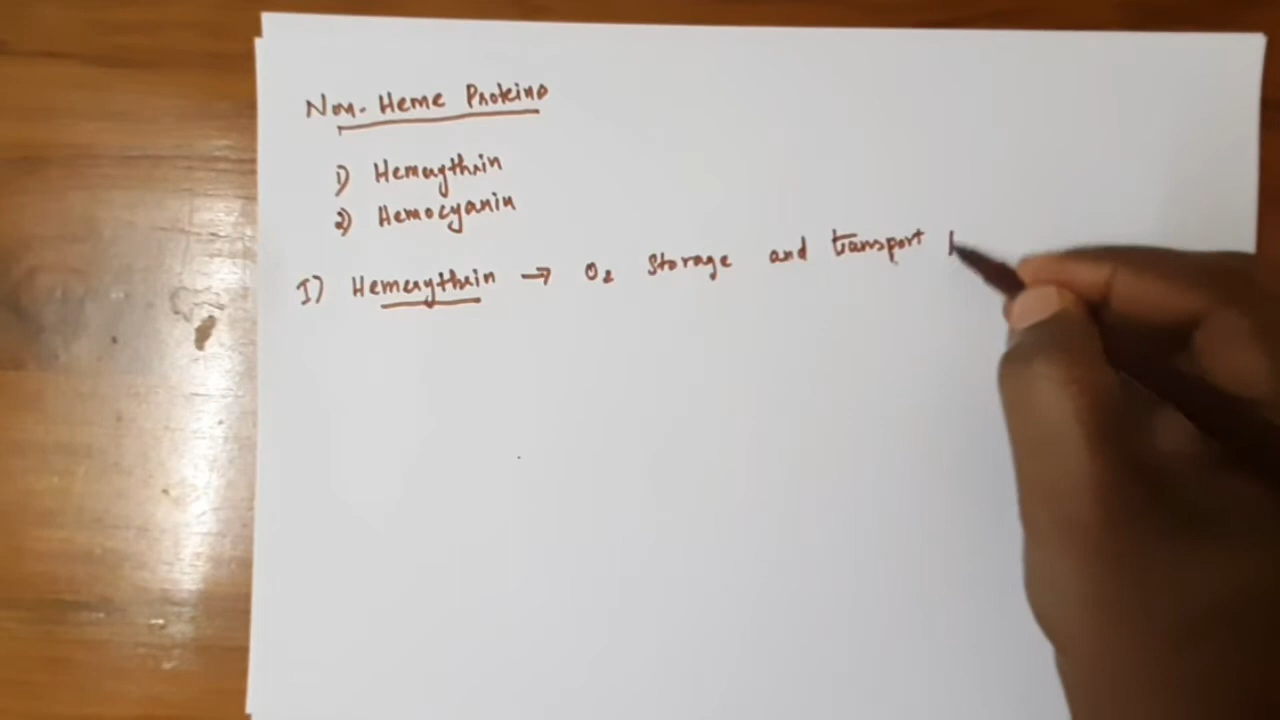 Non-Heme Proteins
1) Hemerythrin
2) Hemocyanin
I) Hemerythrin → O₂ storage and transport